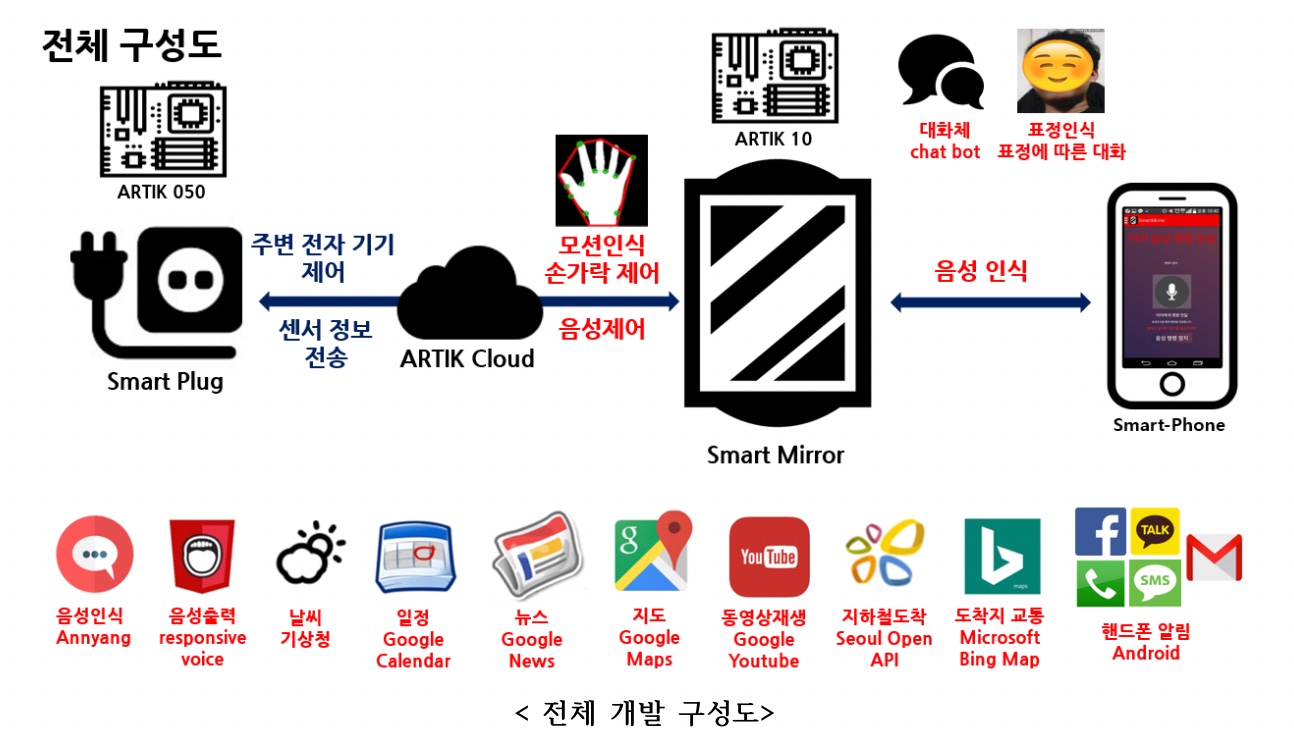 전체 구성도
ARTIK 050
ARTIK 10
대화체
chat bot
표정인식
표정에 따른 대화
주변 전자 기기
제어
센서 정보
전송
모션인식
손가락 제어
음성제어
음성 인식
Smart Plug
ARTIK Cloud
Smart Mirror
SmartMirror
Smart-Phone
g
You Tube
maps
TALK
SMS
음성인식
Annyang
음성출력
responsive
voice
날씨
기상청
일정
Google
Calendar
뉴스
Google
News
지도
Google
Maps
동영상재생
Google
Youtube
지하철도착
Seoul Open
API
도착지 교통
Microsoft
Bing Map
핸드폰 알림
Android
< 전체 개발 구성도>